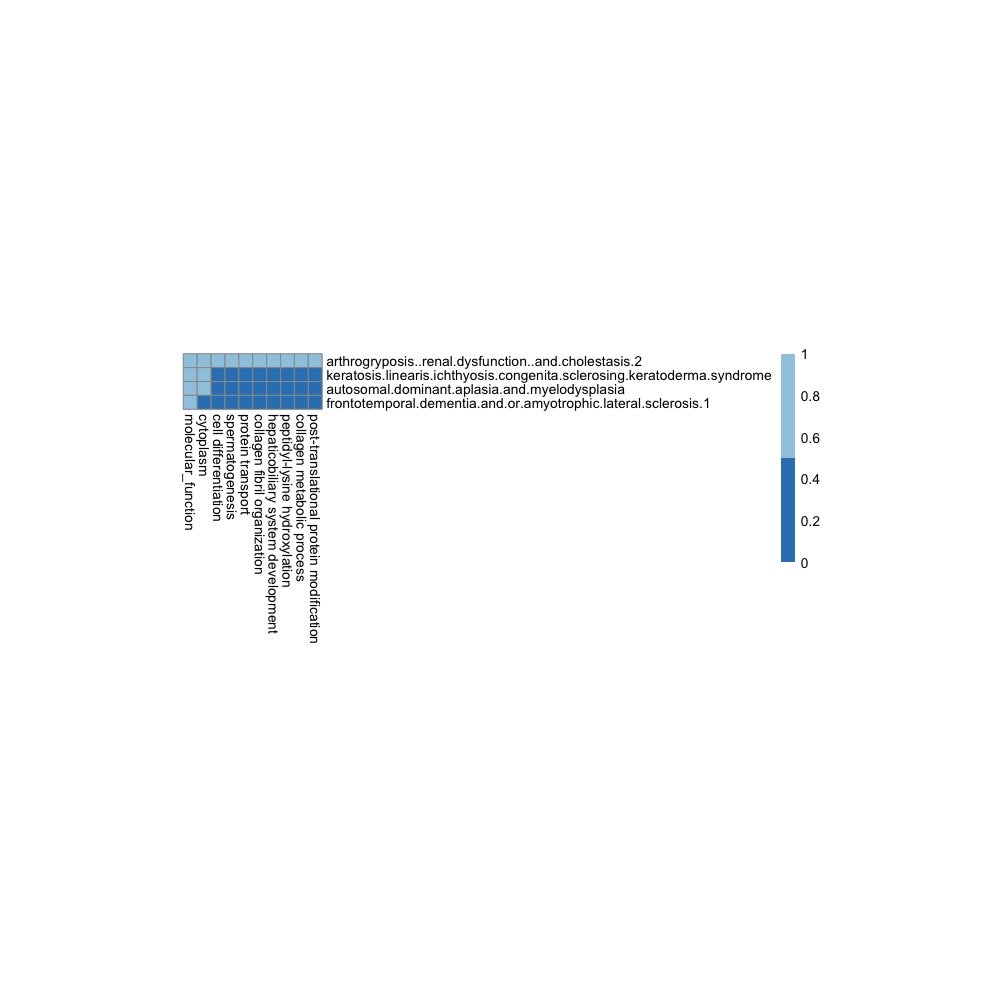 arthrogryposis..renal.dysfunction..and.cholestasis.2
keratosis.linearis.ichthyosis.congenita.sclerosing.keratoderma.syndrome
autosomal.dominant.aplasia.and.myelodysplasia
frontotemporal.dementia.and.or.amyotrophic.lateral.sclerosis.1
molecular_function
cytoplasm
cell differentiation
spermatogenesis
protein transport
collagen fibril organization
hepaticobiliary system development
peptidyl-lysine hydroxylation
collagen metabolic process
post-translational protein modification
1
0.8
0.6
0.4
0.2
0